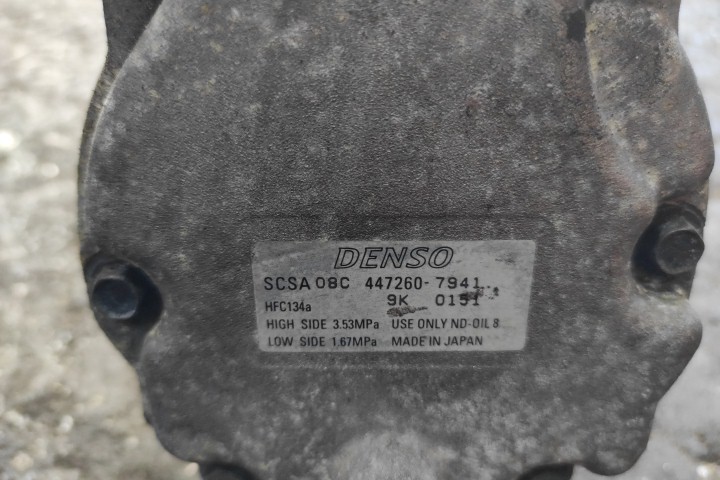 DENSO
SCSA 08C 447260-7941
HFC134a 9K 0151
HIGH SIDE 3.53MPa USE ONLY ND-OIL 8
LOW SIDE 1.67MPa MADE IN JAPAN